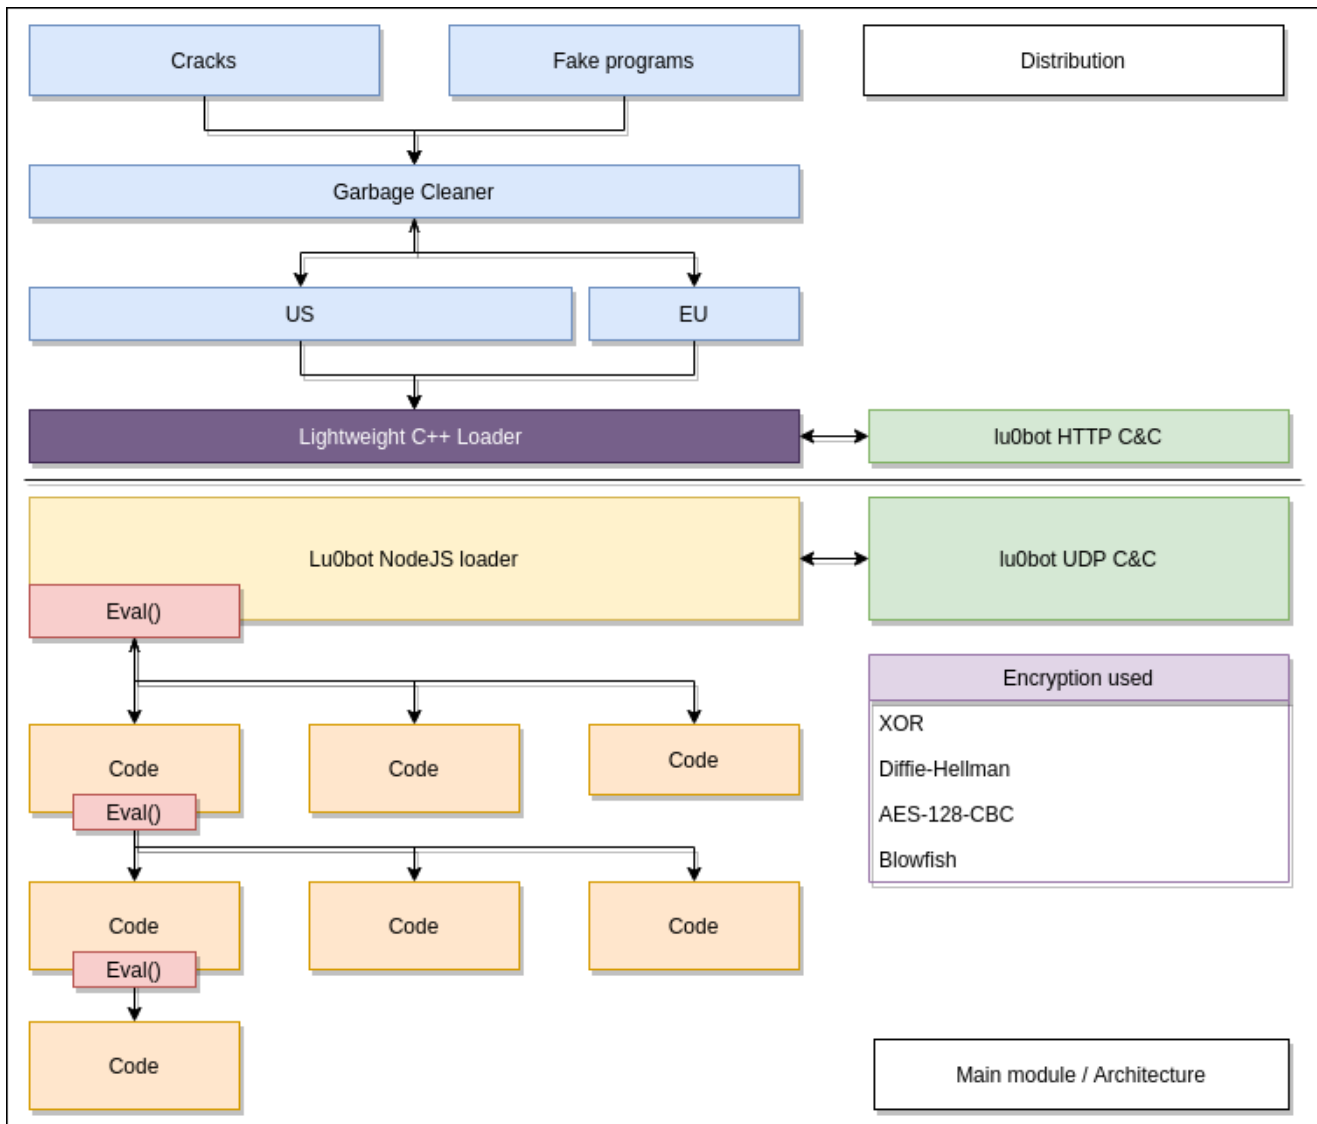 Cracks
Fake programs
Distribution
Garbage Cleaner
US
EU
Lightweight C++ Loader
lu0bot HTTP C&C
Lu0bot NodeJS loader
lu0bot UDP C&C
Eval()
Encryption used
XOR
Diffie-Hellman
AES-128-CBC
Blowfish
Code
Code
Code
Eval()
Code
Code
Code
Eval()
Code
Main module / Architecture